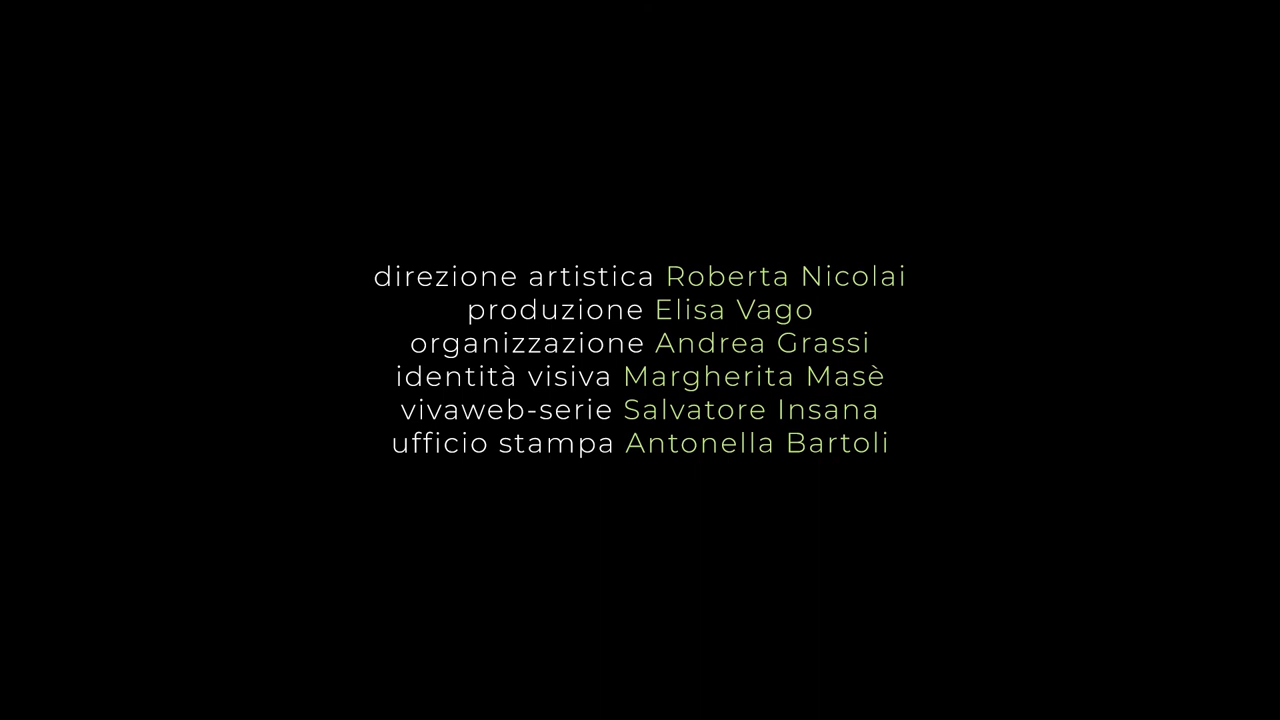 direzione artistica Roberta Nicolai
produzione Elisa Vago
organizzazione Andrea Grassi
identità visiva Margherita Masè
vivaweb-serie Salvatore Insana
ufficio stampa Antonella Bartoli